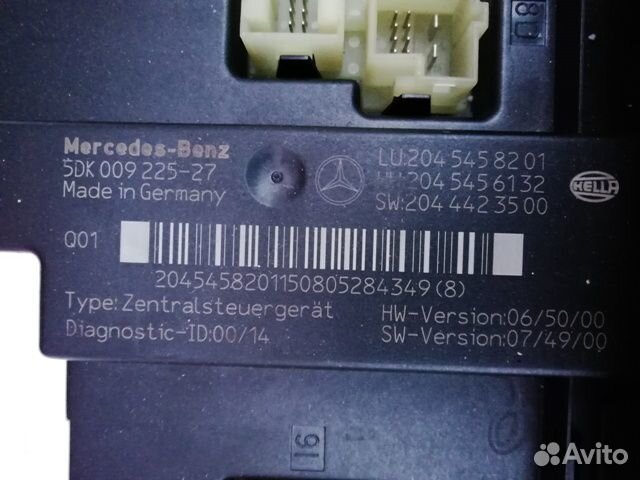 08
Mercedes-Benz
5DK 009 225-27
Made in Germany
LU:204 545 82 01
HW:204 545 61 32
SW:204 442 35 00
HELLA
Q01
2045458201150805284349 (8)
Type: Zentralsteuergerät
Diagnostic-ID:00/14
HW-Version:06/50/00
SW-Version:07/49/00
16
Avito